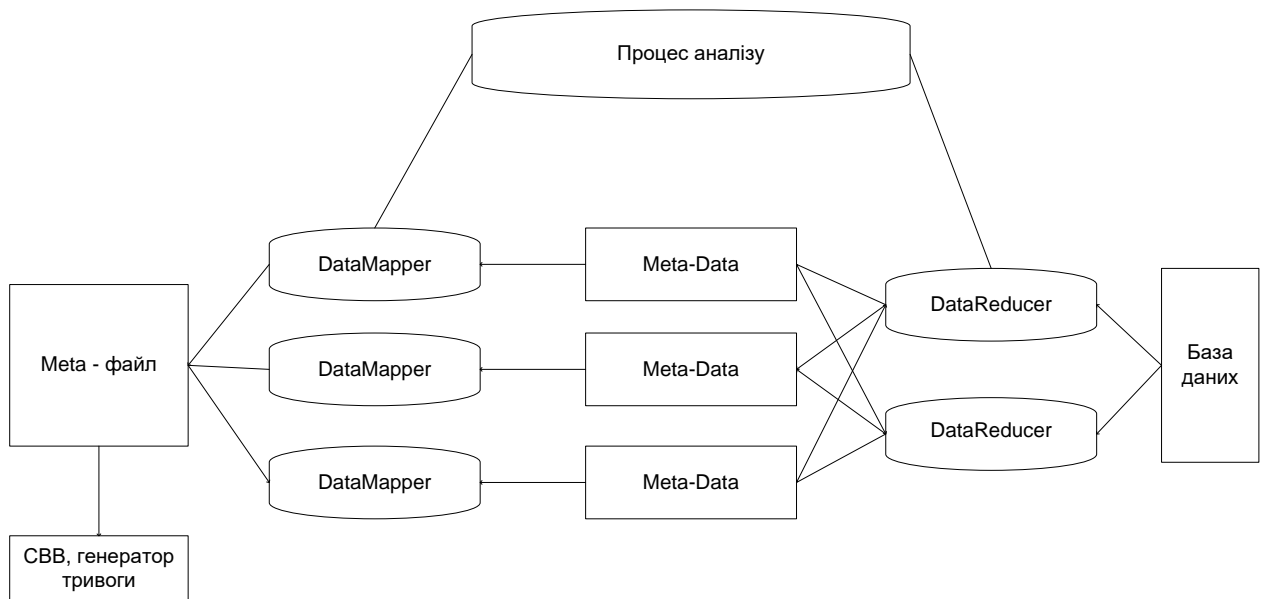 Процес аналізу
DataMapper
Meta-Data
DataReducer
Meta - файл
DataMapper
Meta-Data
База
даних
DataReducer
DataMapper
Meta-Data
СВВ, генератор
тривоги